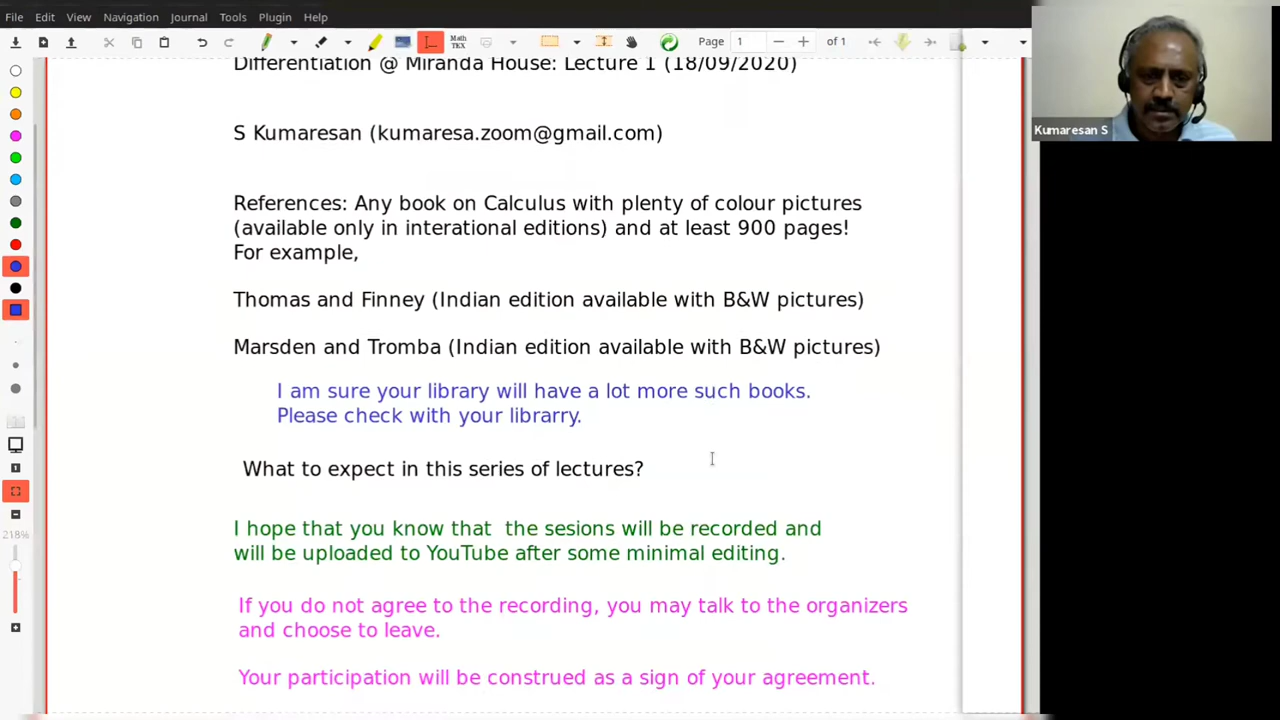 File Edit View Navigation Journal Tools Plugin Help
Math TEX
Page 1 of 1
Differentiation @ Miranda House: Lecture 1 (18/09/2020)
S Kumaresan (kumaresa.zoom@gmail.com)
Kumaresan S
References: Any book on Calculus with plenty of colour pictures
(available only in interational editions) and at least 900 pages!
For example,
Thomas and Finney (Indian edition available with B&W pictures)
Marsden and Tromba (Indian edition available with B&W pictures)
I am sure your library will have a lot more such books.
Please check with your librarry.
What to expect in this series of lectures?
I hope that you know that  the sesions will be recorded and
will be uploaded to YouTube after some minimal editing.
If you do not agree to the recording, you may talk to the organizers
and choose to leave.
Your participation will be construed as a sign of your agreement.
218%